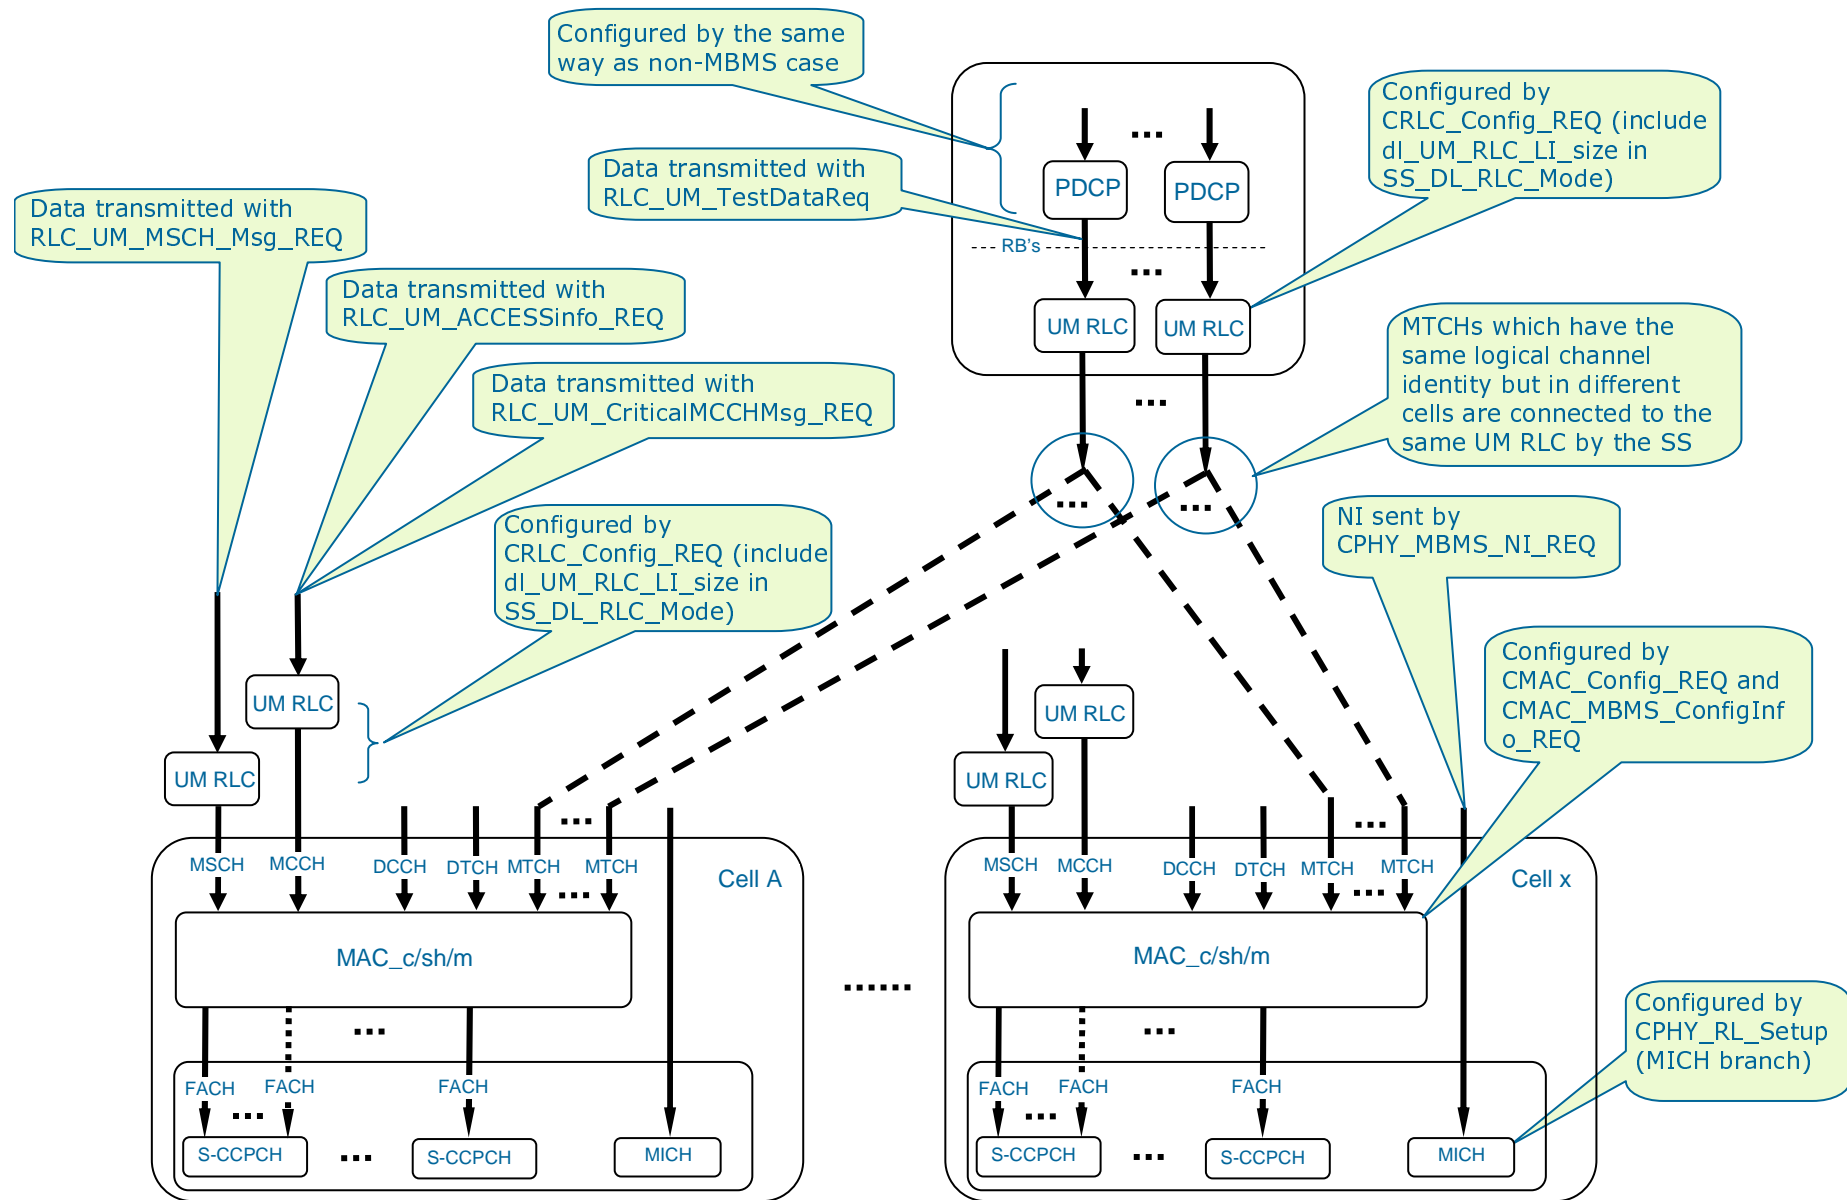 Configured by the same
way as non-MBMS case
Configured by
CRLC_Config_REQ (include
dl_UM_RLC_LI_size in
SS_DL_RLC_Mode)
Data transmitted with
RLC_UM_TestDataReq
PDCP
PDCP
Data transmitted with
RLC_UM_MSCH_Msg_REQ
RB's
Data transmitted with
RLC_UM_ACCESSinfo_REQ
UM RLC
UM RLC
MTCHs which have the
same logical channel
identity but in different
cells are connected to the
same UM RLC by the SS
Data transmitted with
RLC_UM_CriticalMCCHMsg_REQ
Configured by
CRLC_Config_REQ (include
dl_UM_RLC_LI_size in
SS_DL_RLC_Mode)
NI sent by
CPHY_MBMS_NI_REQ
Configured by
CMAC_Config_REQ and
CMAC_MBMS_ConfigInf
o_REQ
UM RLC
UM RLC
UM RLC
UM RLC
MSCH
MCCH
DCCH
DTCH
MTCH
MTCH
Cell A
MSCH
MCCH
DCCH
DTCH
MTCH
MTCH
Cell x
MAC_c/sh/m
MAC_c/sh/m
Configured by
CPHY_RL_Setup
(MICH branch)
FACH
FACH
FACH
FACH
FACH
FACH
S-CCPCH
S-CCPCH
MICH
S-CCPCH
S-CCPCH
MICH